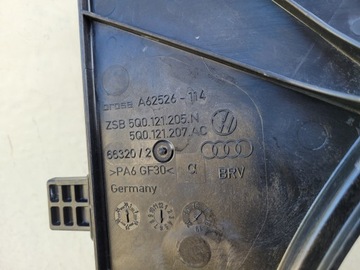 A62526-114
ZSB 5Q0.121.205.N
5Q0.121.207.AC
66320/2
>PA6 GF30<
BRV
Germany